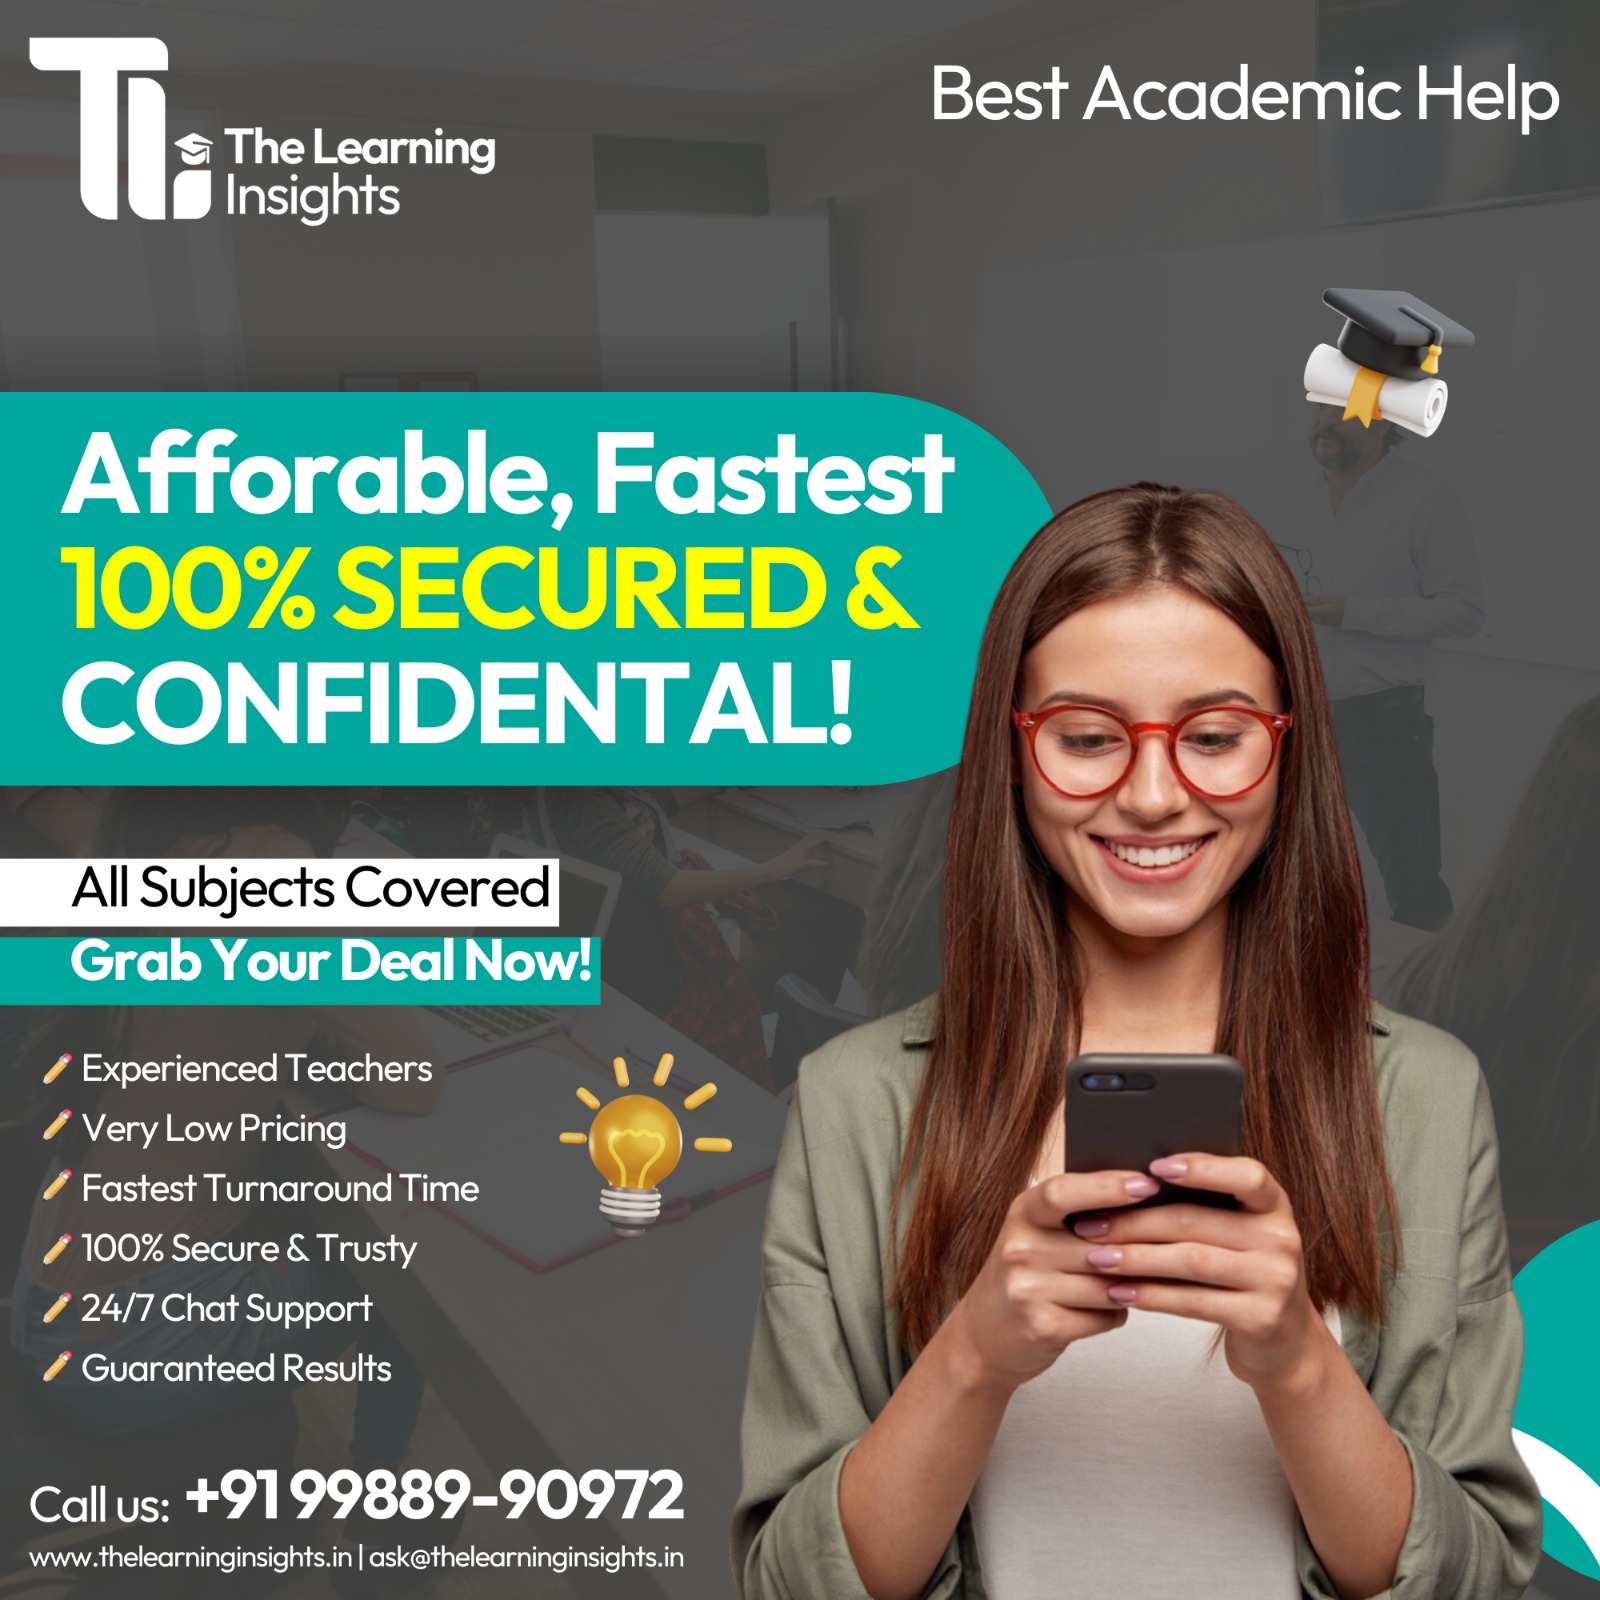 The Learning
Insights
Best Academic Help
Afforable, Fastest
100% SECURED &
CONFIDENTAL!
All Subjects Covered
Grab Your Deal Now!
Experienced Teachers
Very Low Pricing
Fastest Turnaround Time
100% Secure & Trusty
24/7 Chat Support
Guaranteed Results
Call us: +91 99889-90972
www.thelearninginsights.in | ask@thelearninginsights.in